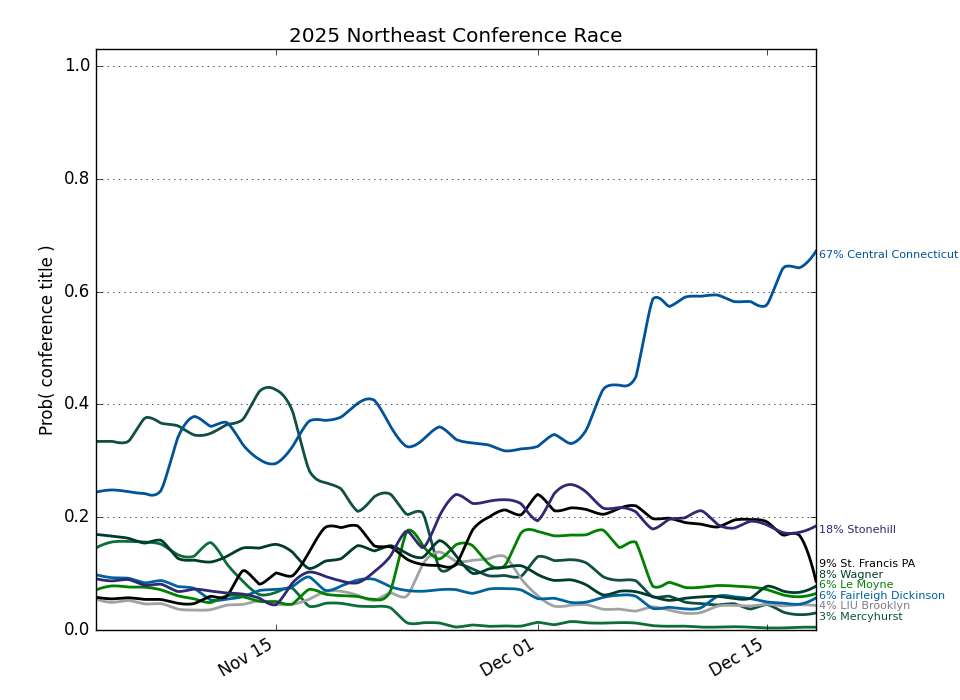 2025 Northeast Conference Race
Prob( conference title )
1.0
0.8
0.6
0.4
0.2
0.0
Nov 15
Dec 01
Dec 15
67% Central Connecticut
18% Stonehill
9% St. Francis PA
8% Wagner
6% Le Moyne
6% Fairleigh Dickinson
4% LIU Brooklyn
3% Mercyhurst